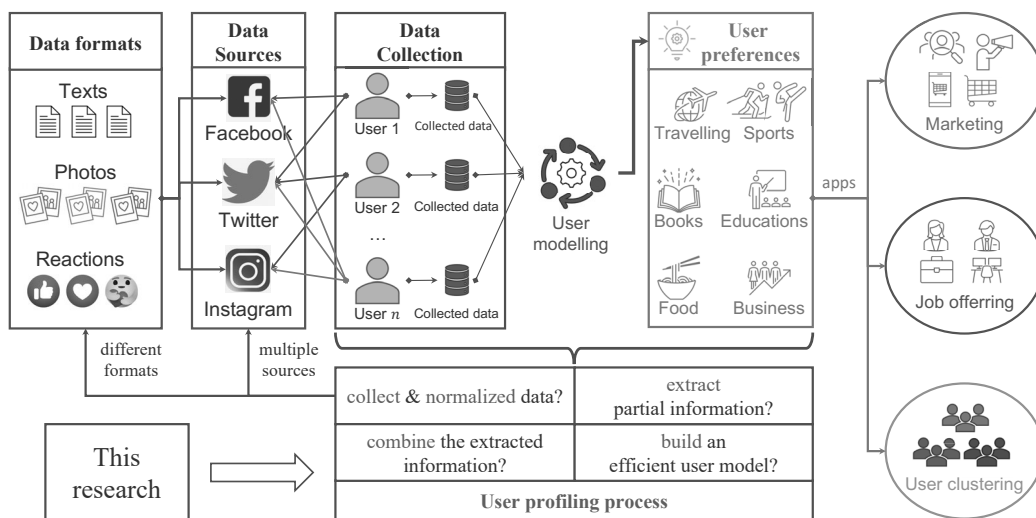 Data formats
Texts
Photos
Reactions
Data
Sources
Facebook
Twitter
Instagram
Data
Collection
User 1
Collected data
User 2
Collected data
...
User n
Collected data
User
modelling
User
preferences
Travelling
Sports
Books
Educations
Food
Business
apps
Marketing
Job offerring
User clustering
different
formats
multiple
sources
collect & normalized data?
extract
partial information?
combine the extracted
information?
build an
efficient user model?
User profiling process
This
research